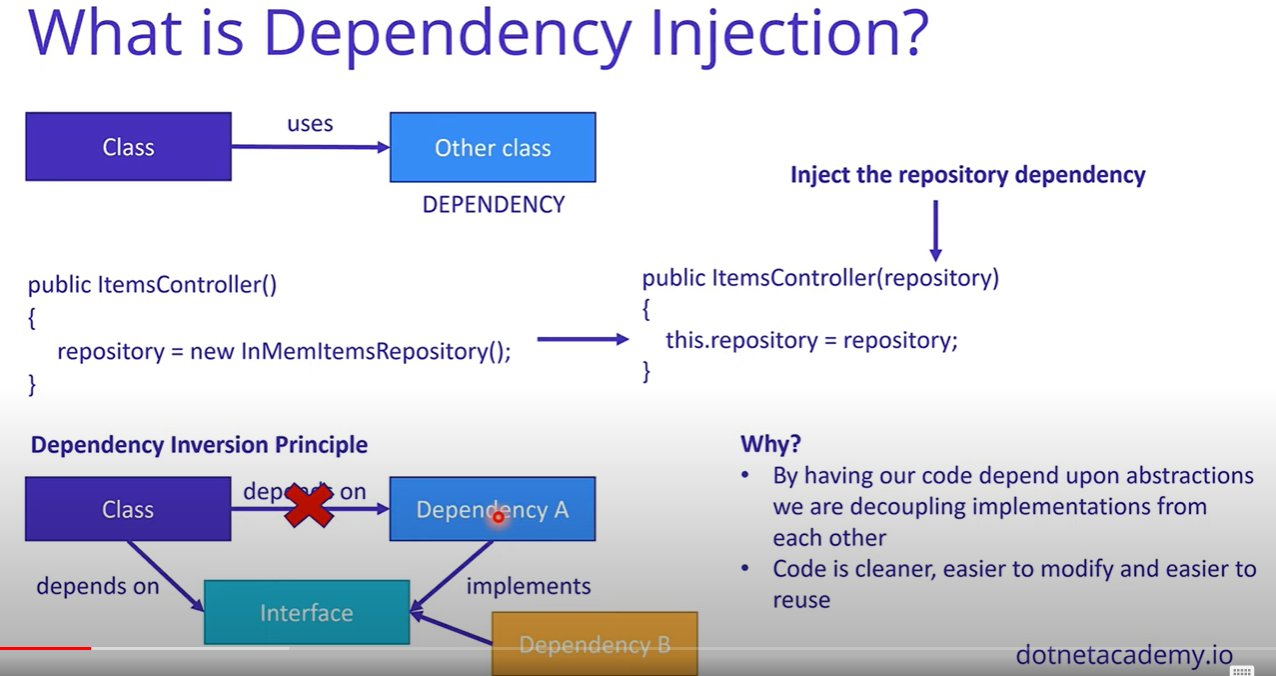 What is Dependency Injection?
Class
uses
Other class
DEPENDENCY
Inject the repository dependency
public ItemsController()
{
repository = new InMemItemsRepository();
}
public ItemsController(repository)
{
this.repository = repository;
}
Dependency Inversion Principle
Class
depends on
Dependency A
depends on
implements
Interface
Dependency B
Why?
• By having our code depend upon abstractions
we are decoupling implementations from
each other
• Code is cleaner, easier to modify and easier to
reuse
dotnetacademy.io